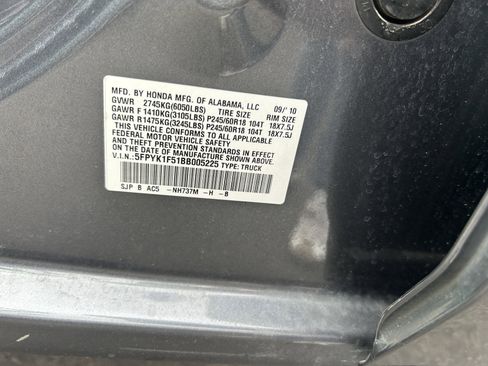 MFD. BY HONDA MFG. OF ALABAMA, LLC 09/'10
GVWR 2745KG(6050LBS) TIRE SIZE RIM SIZE
GAWR F 1410KG(3105LBS) P245/60R18 104T 18X7.5J
GAWR R 1475KG(3245LBS) P245/60R18 104T 18X7.5J
THIS VEHICLE CONFORMS TO ALL APPLICABLE
FEDERAL MOTOR VEHICLE SAFETY
AND THEFT PREVENTION STANDARDS IN EFFECT ON THE
DATE OF MANUFACTURE SHOWN ABOVE.
V.I.N.:5FPYK1F51BB005225 TYPE: TRUCK
SJP B AC5 -NH737M -H -B